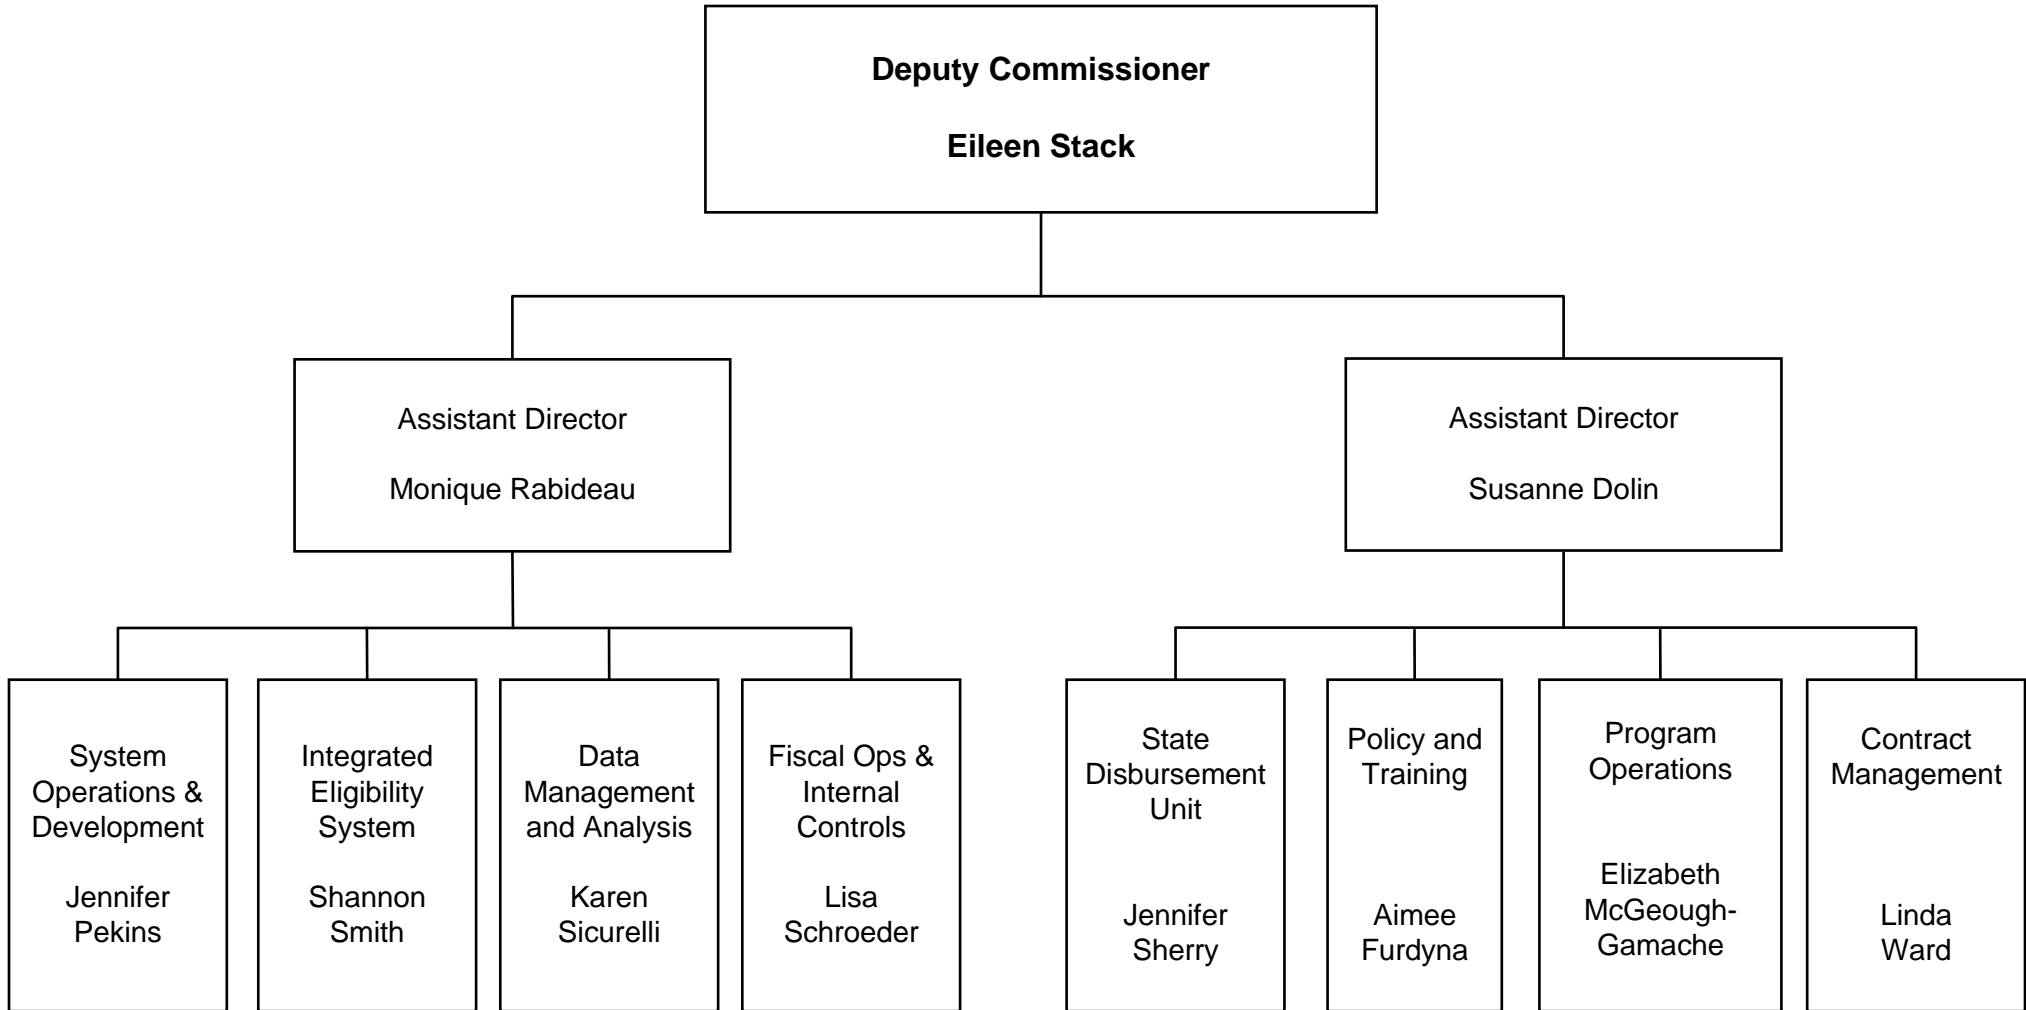 Deputy Commissioner
Eileen Stack
Assistant Director
Monique Rabideau
Assistant Director
Susanne Dolin
System
Operations &
Development
Jennifer
Pekins
Integrated
Eligibility
System
Shannon
Smith
Data
Management
and Analysis
Karen
Sicurelli
Fiscal Ops &
Internal
Controls
Lisa
Schroeder
State
Disbursement
Unit
Jennifer
Sherry
Policy and
Training
Aimee
Furdyna
Program
Operations
Elizabeth
McGeough-
Gamache
Contract
Management
Linda
Ward